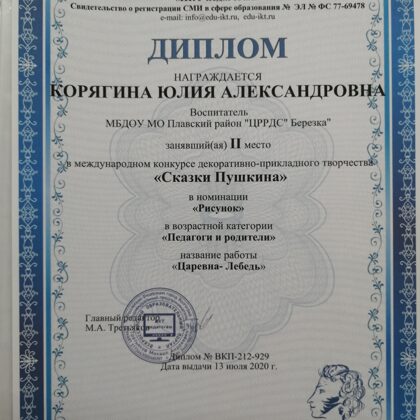 Свидетельство о регистрации СМИ в сфере образования № ЭЛ № ФС 77-69478
e-mail: info@edu-ikt.ru, edu-ikt.ru
ДИПЛОМ
НАГРАЖДАЕТСЯ
КОРЯГИНА ЮЛИЯ АЛЕКСАНДРОВНА
Воспитатель
МБДОУ МО Плавский район "ЦРРДС" Березка"
занявший(ая) II место
в международном конкурсе декоративно-прикладного творчества
«Сказки Пушкина»
в номинации
«Рисунок»
в возрастной категории
«Педагоги и родители»
название работы
«Царевна- Лебедь»
Главный редактор
М.А. Третьяков
Диплом № ВКП-212-929
Дата выдачи 13 июля 2020 г.